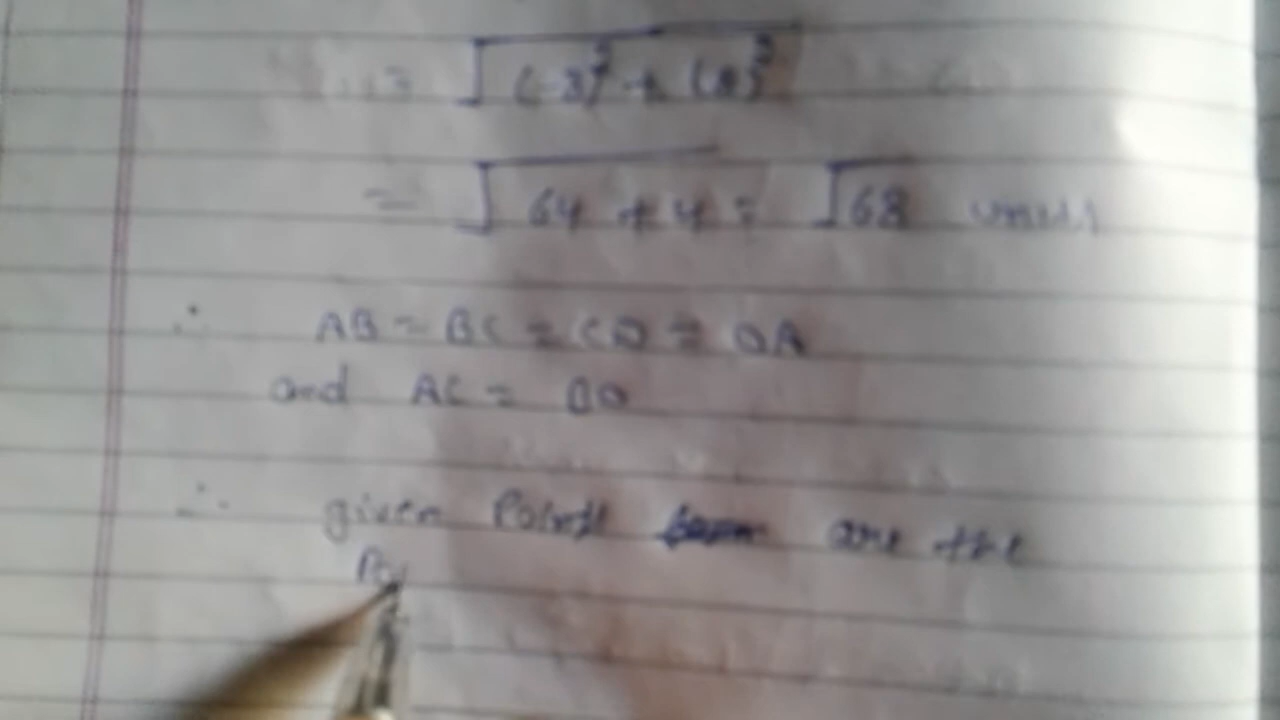 = √(-8)² + (2)²
= √64 + 4 = √68 units
∴ AB = BC = CD = DA
and AC = BD
∴ given Points are the